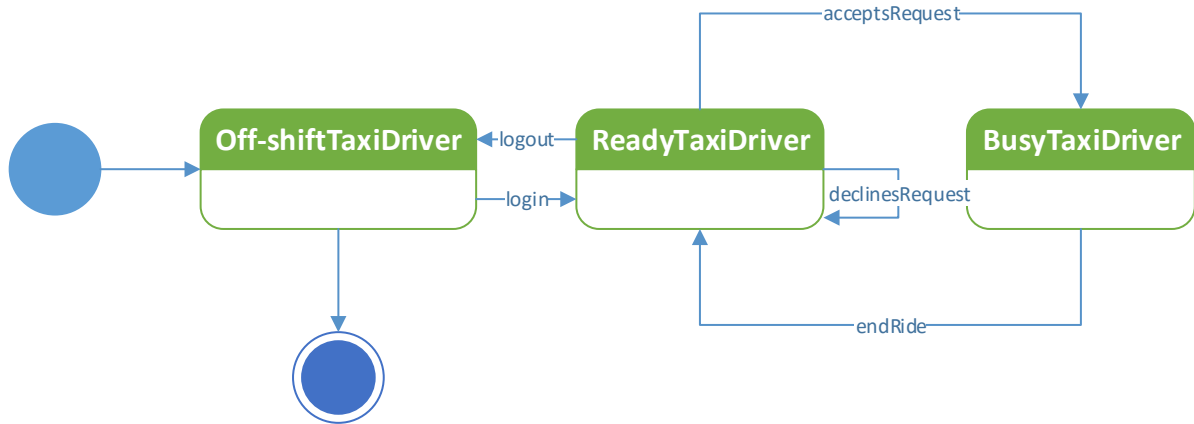 acceptsRequest
Off-shiftTaxiDriver
logout
ReadyTaxiDriver
BusyTaxiDriver
login
declinesRequest
endRide